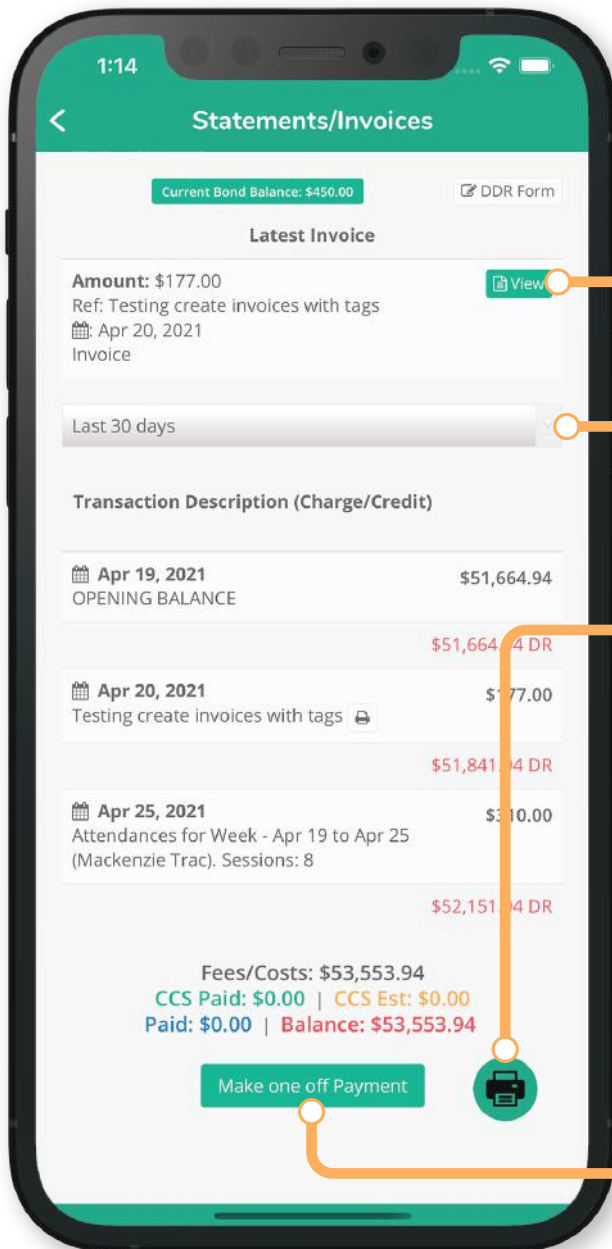 1:14
Statements/Invoices
Current Bond Balance: $450.00
DDR Form
Latest Invoice
Amount: $177.00
View
Ref: Testing create invoices with tags
: Apr 20, 2021
Invoice
Last 30 days
Transaction Description (Charge/Credit)
Apr 19, 2021
$51,664.94
OPENING BALANCE
DR
Apr 20, 2021
Testing create invoices with tags
DR
Apr 25, 2021
Attendances for Week - Apr 19 to Apr 25
(Mackenzie Trac). Sessions: 8
DR
Fees/Costs: $53,553.94
CCS Paid: $0.00 | CCS Est: $0.00
Paid: $0.00 | Balance: $53,553.94
Make one off Payment